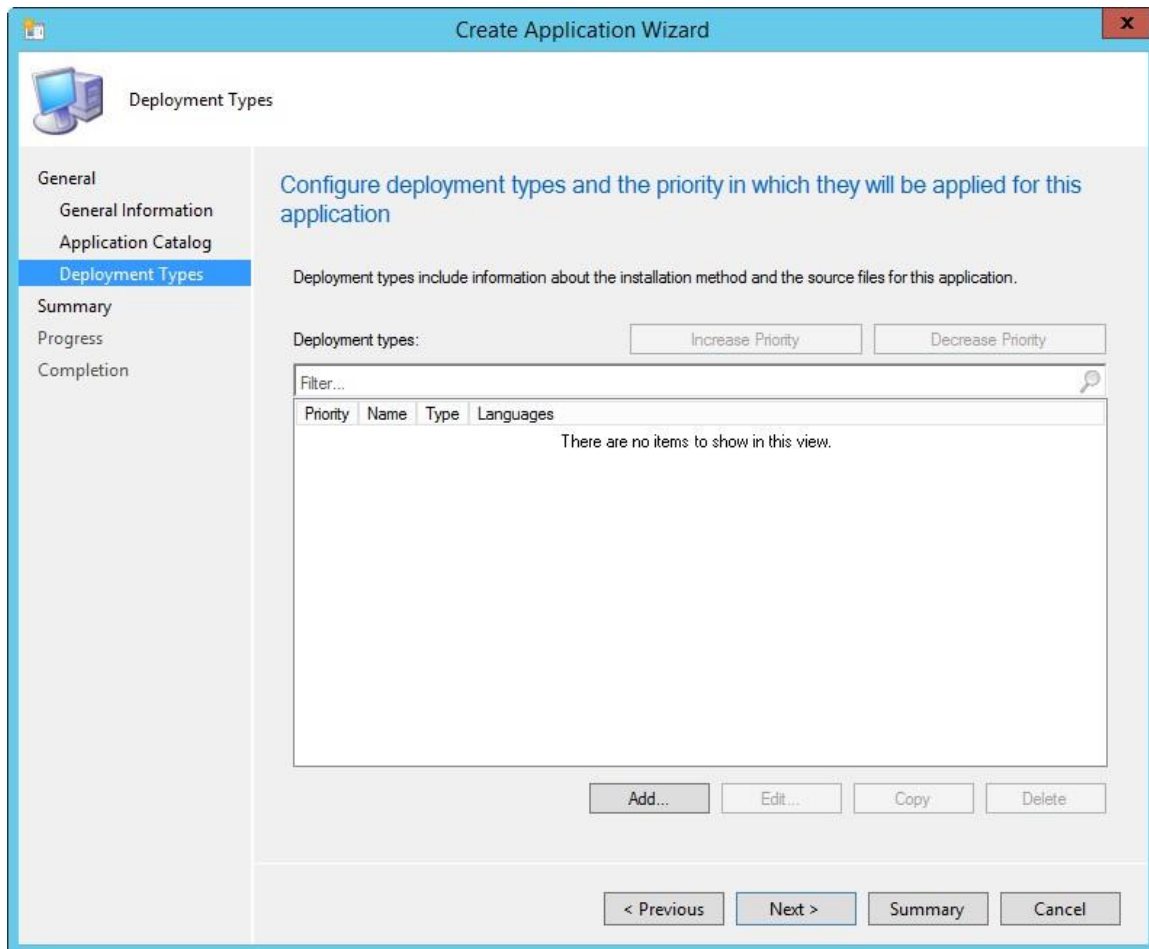 Create Application Wizard
x
Deployment Types
General
General Information
Application Catalog
Deployment Types
Summary
Progress
Completion
Configure deployment types and the priority in which they will be applied for this
application
Deployment types include information about the installation method and the source files for this application.
Deployment types:
Increase Priority
Decrease Priority
Filter...
Priority Name Type Languages
There are no items to show in this view.
Add...
Edit...
Copy
Delete
< Previous
Next >
Summary
Cancel